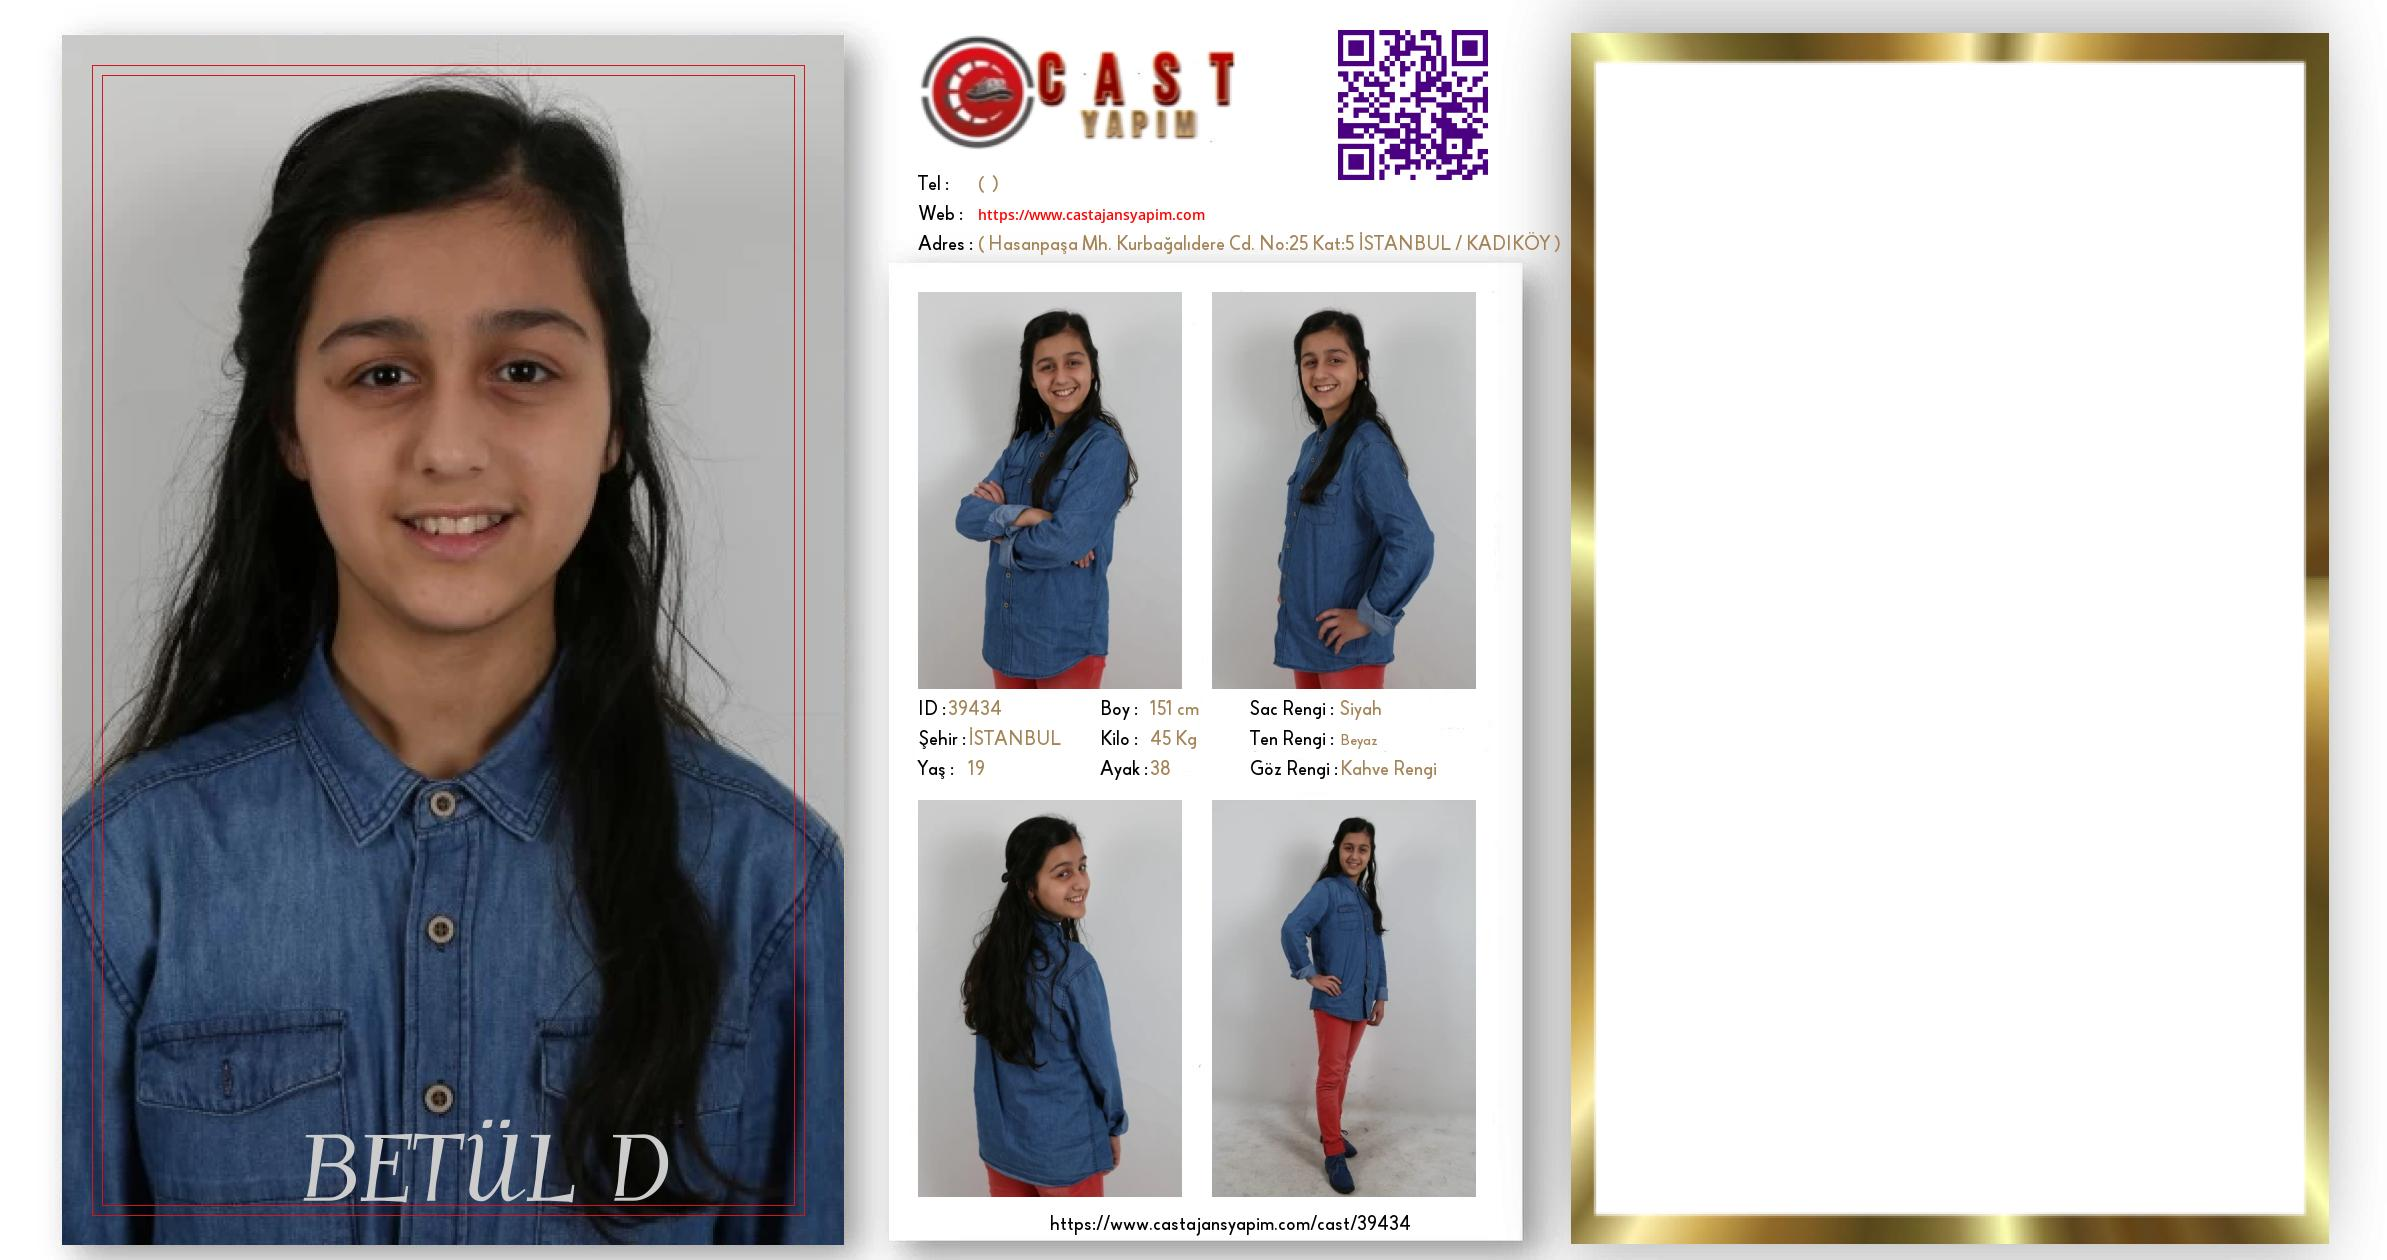 BETÜL D
CAST
YAPIM
Tel : ( )
Web : https://www.castajansyapim.com
Adres : ( Hasanpaşa Mh. Kurbağalıdere Cd. No:25 Kat:5 İSTANBUL / KADIKÖY )
ID : 39434 Boy : 151 cm Sac Rengi : Siyah
Şehir : İSTANBUL Kilo : 45 Kg Ten Rengi : Beyaz
Yaş : 19 Ayak : 38 Göz Rengi : Kahve Rengi
https://www.castajansyapim.com/cast/39434